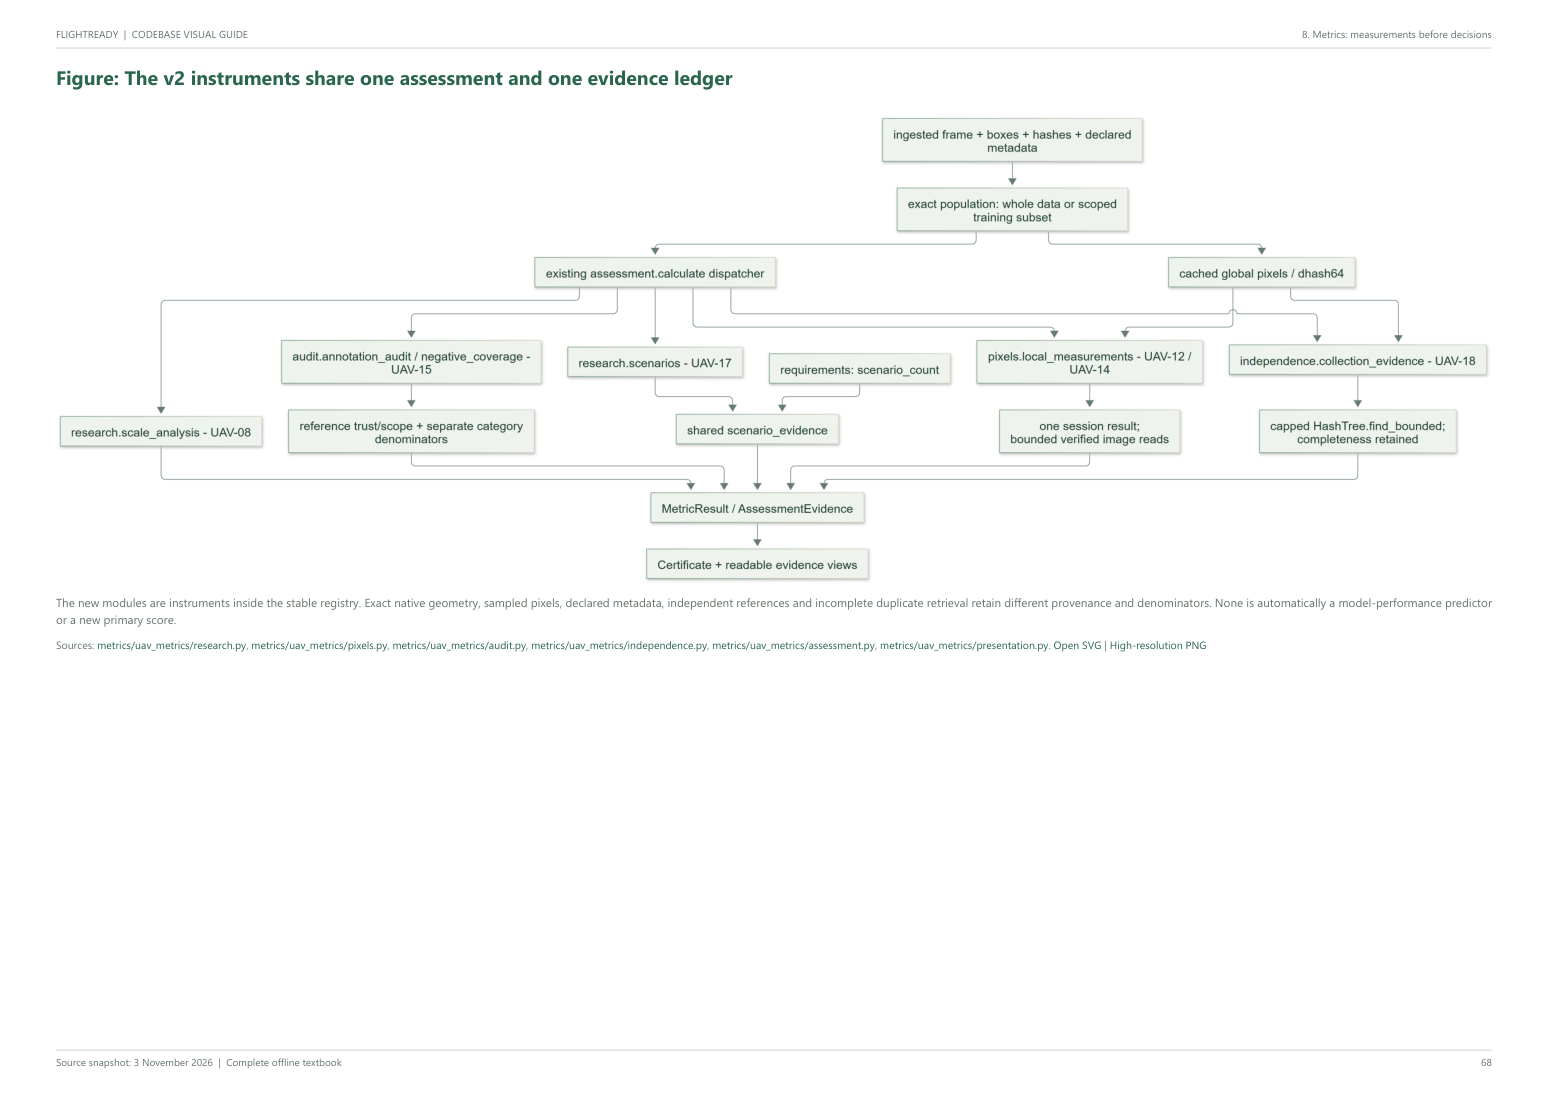 FLIGHTREADY | CODEBASE VISUAL GUIDE
8. Metrics: measurements before decisions
Figure: The v2 instruments share one assessment and one evidence ledger
ingested frame + boxes + hashes + declared
metadata
exact population: whole data or scoped
training subset
existing assessment.calculate dispatcher
cached global pixels / dhash64
audit.annotation_audit / negative_coverage -
UAV-15
research.scenarios - UAV-17
requirements: scenario_count
pixels.local_measurements - UAV-12 /
UAV-14
independence.collection_evidence - UAV-18
research.scale_analysis - UAV-08
reference trust/scope + separate category
denominators
shared scenario_evidence
one session result;
bounded verified image reads
capped HashTree.find_bounded;
completeness retained
MetricResult / AssessmentEvidence
Certificate + readable evidence views
The new modules are instruments inside the stable registry. Exact native geometry, sampled pixels, declared metadata, independent references and incomplete duplicate retrieval retain different provenance and denominators. None is automatically a model-performance predictor
or a new primary score.
Sources: metrics/uav_metrics/research.py, metrics/uav_metrics/pixels.py, metrics/uav_metrics/audit.py, metrics/uav_metrics/independence.py, metrics/uav_metrics/assessment.py, metrics/uav_metrics/presentation.py. Open SVG | High-resolution PNG
Source snapshot: 3 November 2026 | Complete offline textbook
68